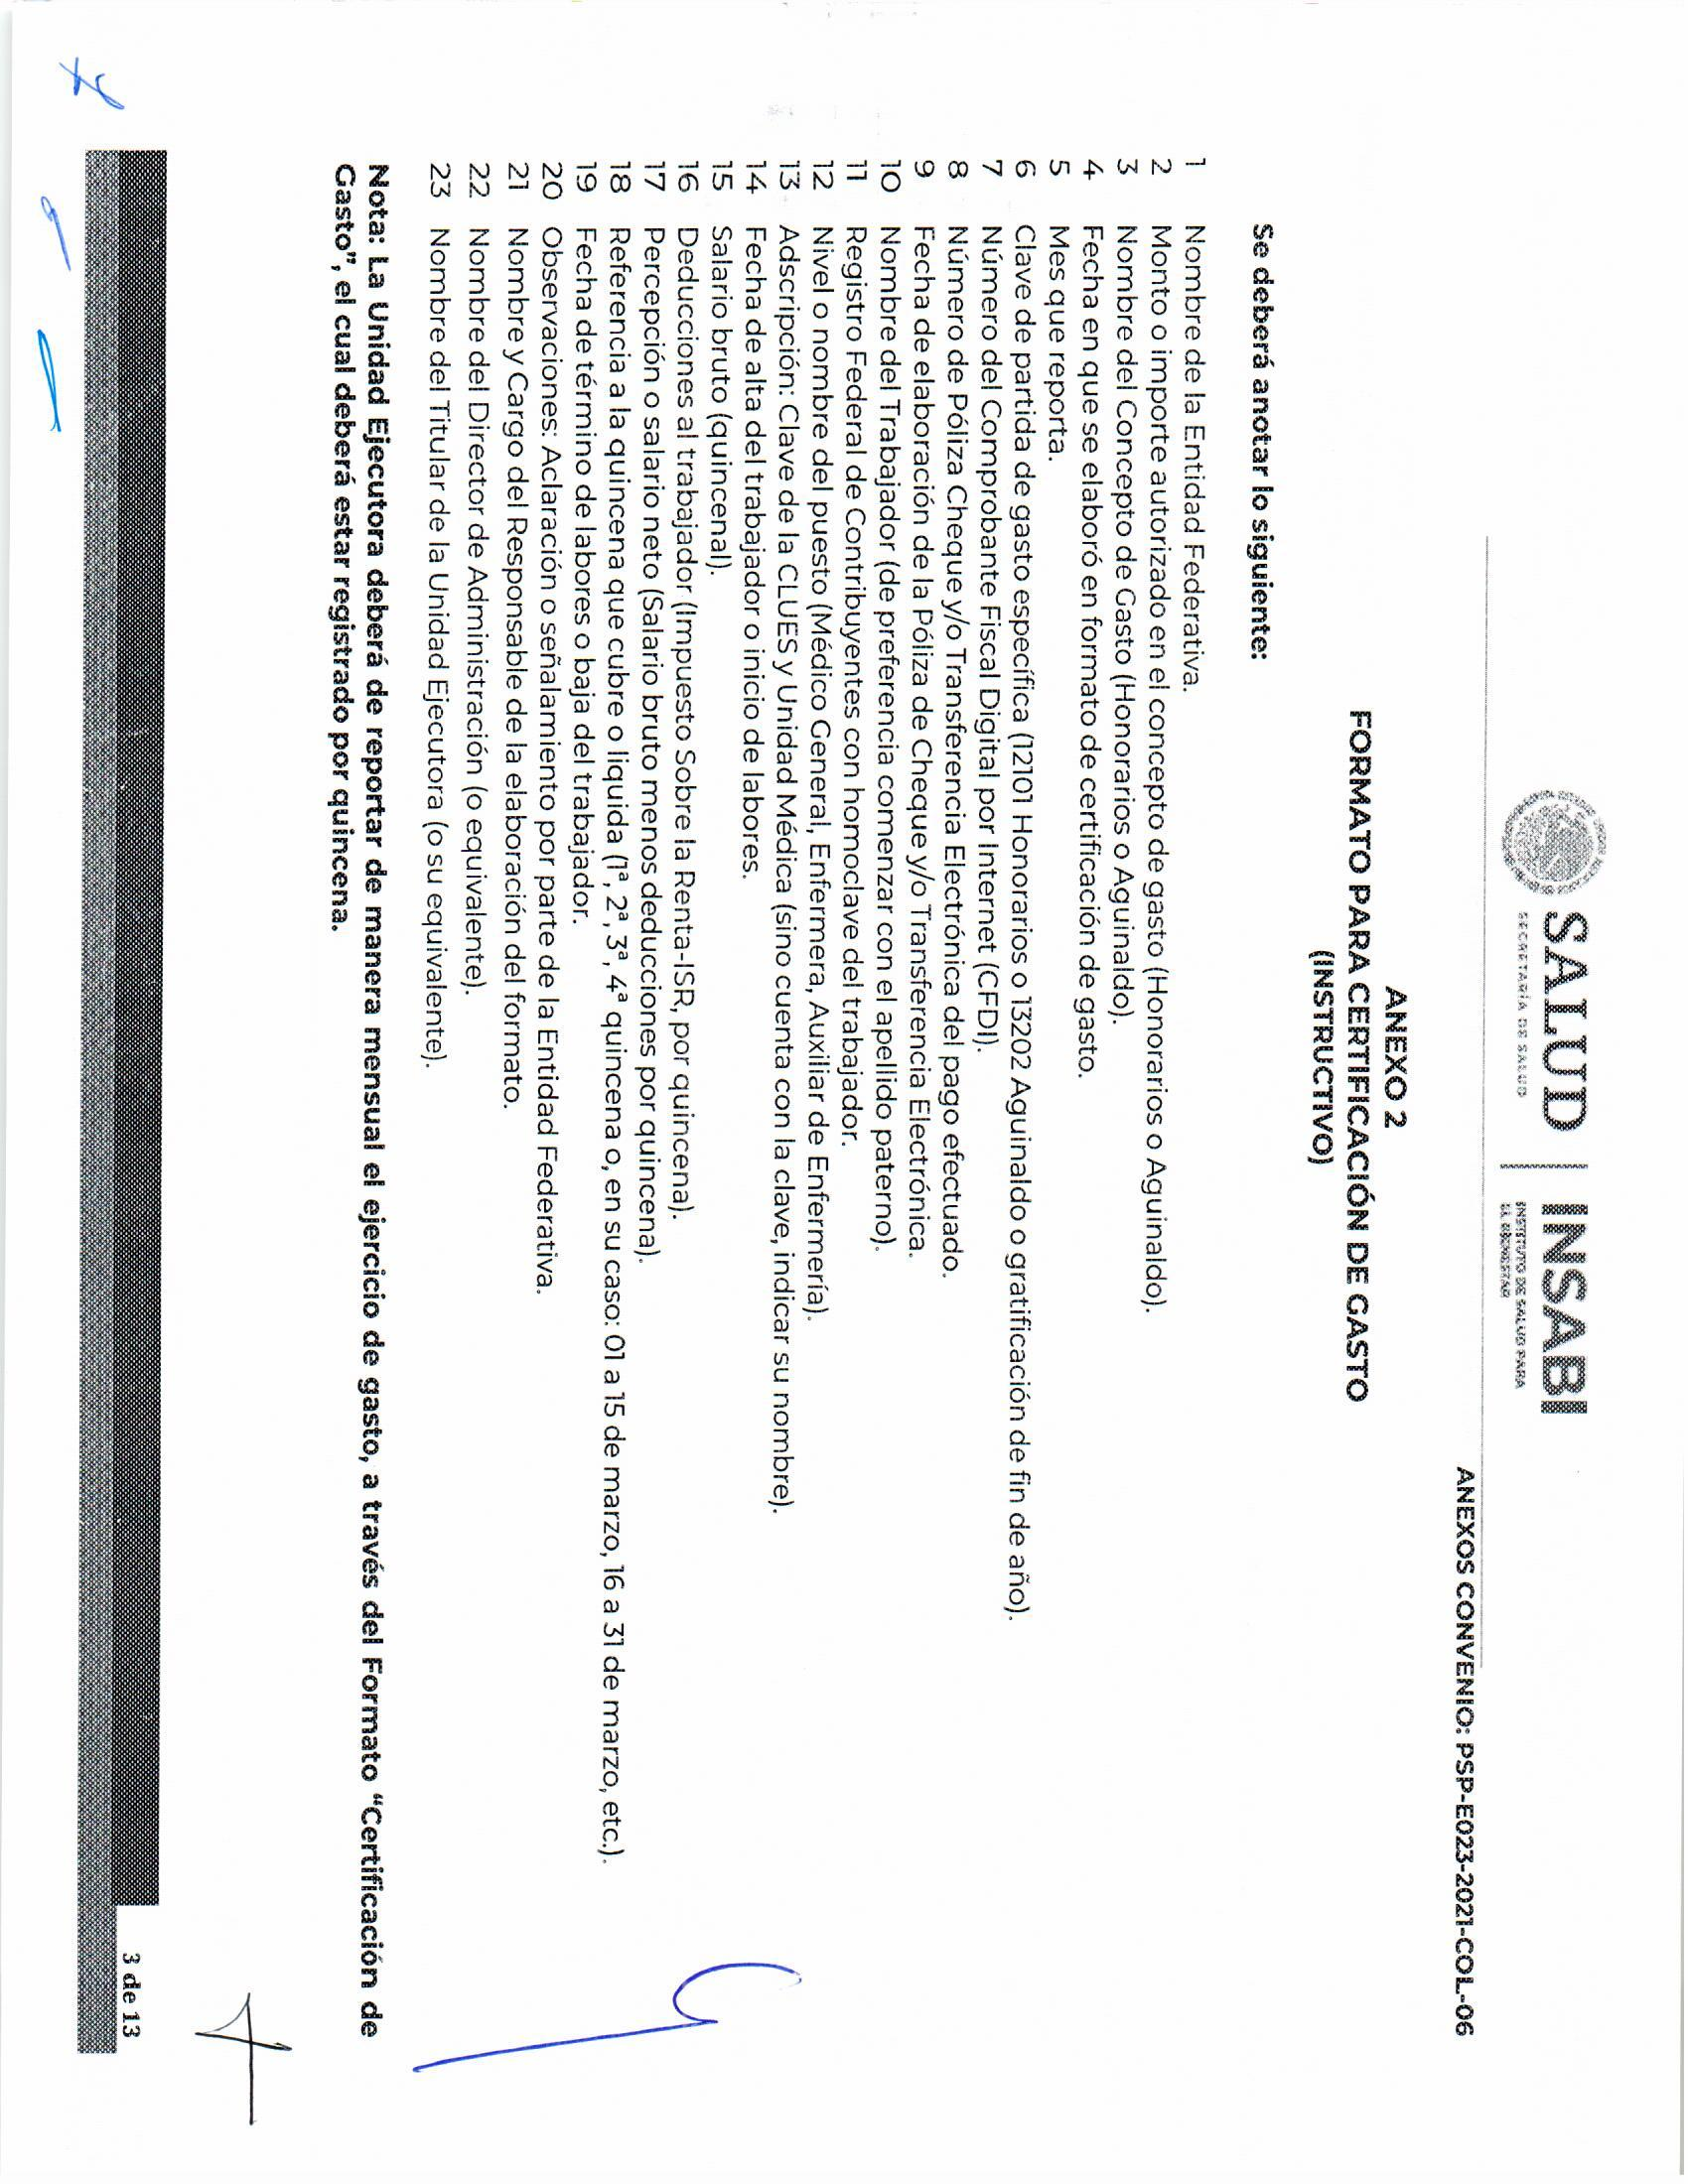 SALUD
SECRETARÍA DE SALUD
INSABI
INSTITUTO DE SALUD PARA
EL BIENESTAR
ANEXOS CONVENIO: PSP-E023-2021-COL-06
ANEXO 2
FORMATO PARA CERTIFICACIÓN DE GASTO
(INSTRUCTIVO)
Se deberá anotar lo siguiente:
1 Nombre de la Entidad Federativa.
2 Monto o importe autorizado en el concepto de gasto (Honorarios o Aguinaldo).
3 Nombre del Concepto de Gasto (Honorarios o Aguinaldo).
4 Fecha en que se elaboró en formato de certificación de gasto.
5 Mes que reporta.
6 Clave de partida de gasto específica (12101 Honorarios o 13202 Aguinaldo o gratificación de fin de año).
7 Número del Comprobante Fiscal Digital por Internet (CFDI).
8 Número de Póliza Cheque y/o Transferencia Electrónica del pago efectuado.
9 Fecha de elaboración de la Póliza de Cheque y/o Transferencia Electrónica.
10 Nombre del Trabajador (de preferencia comenzar con el apellido paterno).
11 Registro Federal de Contribuyentes con homoclave del trabajador.
12 Nivel o nombre del puesto (Médico General, Enfermera, Auxiliar de Enfermería).
13 Adscripción: Clave de la CLUES y Unidad Médica (sino cuenta con la clave, indicar su nombre).
14 Fecha de alta del trabajador o inicio de labores.
15 Salario bruto (quincenal).
16 Deducciones al trabajador (Impuesto Sobre la Renta-ISR, por quincena).
17 Percepción o salario neto (Salario bruto menos deducciones por quincena).
18 Referencia a la quincena que cubre o liquida (1ª, 2ª, 3ª, 4ª quincena o, en su caso: 01 a 15 de marzo, 16 a 31 de marzo, etc.).
19 Fecha de término de labores o baja del trabajador.
20 Observaciones: Aclaración o señalamiento por parte de la Entidad Federativa.
21 Nombre y Cargo del Responsable de la elaboración del formato.
22 Nombre del Director de Administración (o equivalente).
23 Nombre del Titular de la Unidad Ejecutora (o su equivalente).
Nota: La Unidad Ejecutora deberá de reportar de manera mensual el ejercicio de gasto, a través del Formato “Certificación de
Gasto”, el cual deberá estar registrado por quincena.
3 de 13